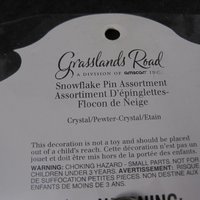 Grasslands Road
A DIVISION OF amscan INC.
Snowflake Pin Assortment
Assortiment D'épinglettes-
Flocon de Neige
Crystal/Pewter-Crystal/Etain
This decoration is not a toy and should be placed
out of a child's reach. Cette décoration n'est pas un
jouet et doit être mis hors de la portée des enfants.
WARNING: CHOKING HAZARD - SMALL PARTS. NOT FOR
CHILDREN UNDER 3 YEARS. AVERTISSEMENT: RISQUES
DE SUFFOCATION PETITES PIECES. NON DESTINE AUX
ENFANTS DE MOINS DE 3 ANS.